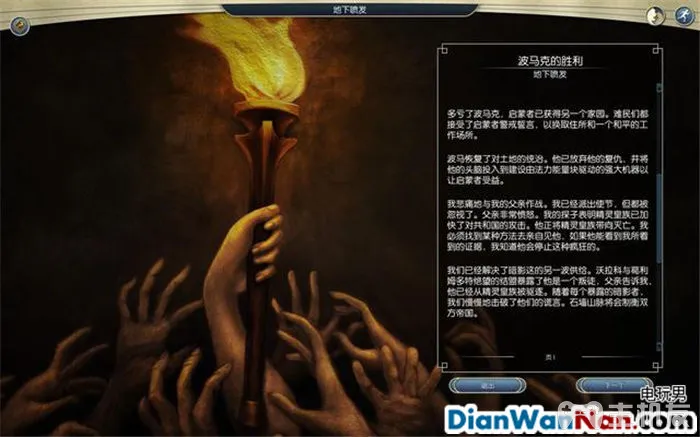 地下喷发
波马克的胜利
地下喷发
多亏了波马克，启蒙者已获得另一个家园。难民们都
接受了启蒙者警戒誓言，以换取住所和一个和平的工
作场所。
波马恢复了对土地的统治。他已放弃他的复仇，并将
他的头脑投入到建设由法力能量块驱动的强大机器以
让启蒙者受益。
我悲痛地与我的父亲作战。我已经派出使节，但都被
忽视了。父亲非常愤怒。我的探子表明精灵皇族已加
快了对共和国的攻击。他正将精灵皇族带向灭亡。我
必须找到某种方法去亲自见他，如果他能看到我所看
到的证据，我知道他会停止这种疯狂的。
我们已经解决了暗影这的另一波供给。沃拉科与葛利
姆多特绝望的结盟暴露了他是一个叛徒，父亲告诉我，
他已经从精灵皇族被驱逐。随着每个暴露的暗影者，
我们慢慢地击破了他们的谎言。石墙山脉将会制衡双
方帝国。
页1
退出
下一个
电玩男
DianWanNan.com